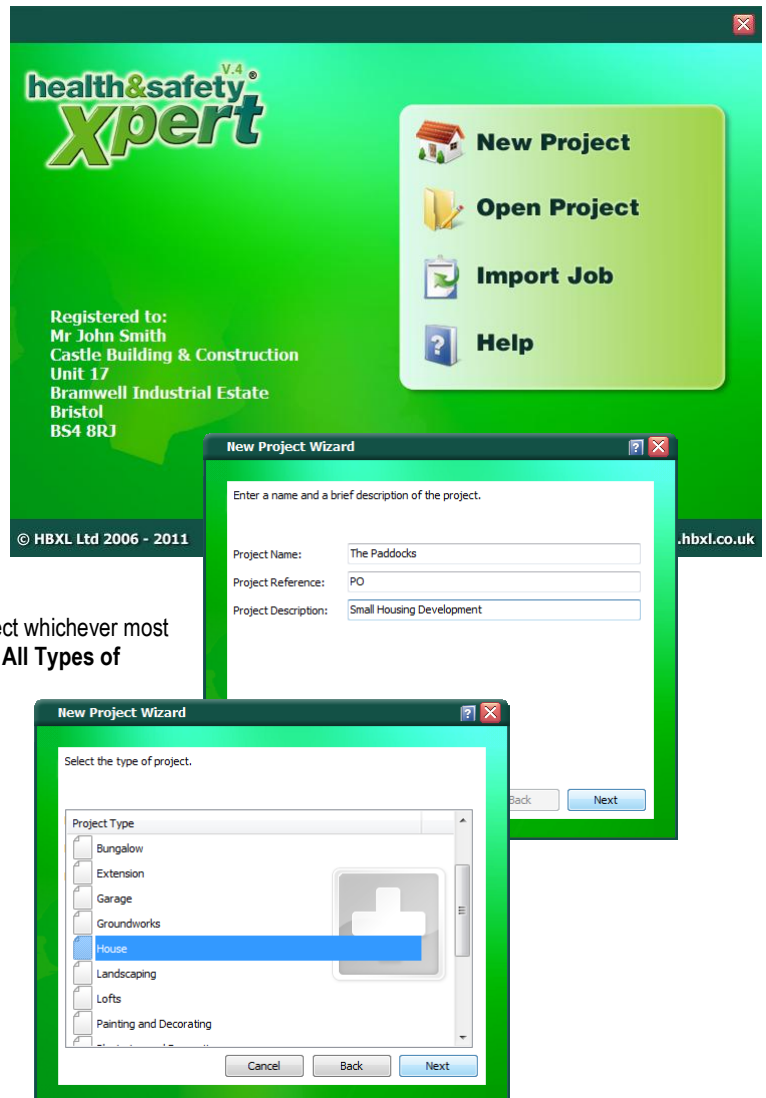 health&safety V.4 ®
xpert
New Project
Open Project
Import Job
Help
Registered to:
Mr John Smith
Castle Building & Construction
Unit 17
Bramwell Industrial Estate
Bristol
BS4 8RJ
© HBXL Ltd 2006 - 2011
.hbxl.co.uk
New Project Wizard
Enter a name and a brief description of the project.
Project Name: The Paddocks
Project Reference: PO
Project Description: Small Housing Development
Back Next
ect whichever most
All Types of
New Project Wizard
Select the type of project.
Project Type
Bungalow
Extension
Garage
Groundworks
House
Landscaping
Lofts
Painting and Decorating
Cancel Back Next